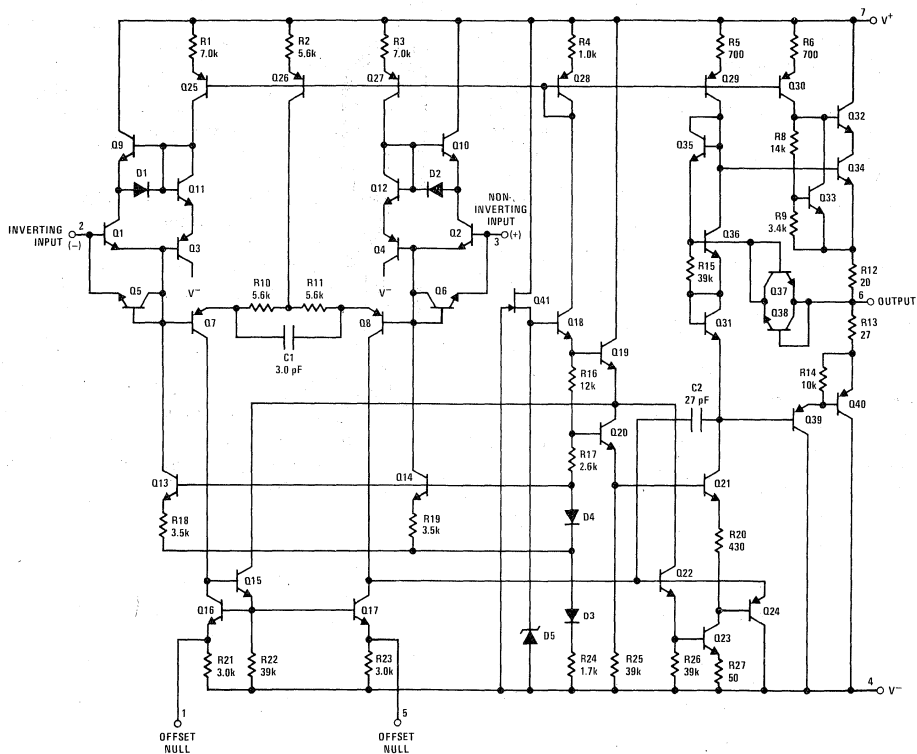 7 V+
R1
7.0k
R2
5.6k
R3
7.0k
R4
1.0k
R5
700
R6
700
Q25
Q26
Q27
Q28
Q29
Q30
Q32
Q9
D1
Q11
Q10
D2
Q12
Q35
R8
14k
Q33
Q34
NON-
INVERTING
INPUT
(+)
3
2
INVERTING
INPUT
(−)
Q1
Q3
Q4
Q2
Q36
R9
3.4k
V−
V−
Q5
Q6
R15
39k
Q37
Q38
R12
20
6
OUTPUT
R10
5.6k
R11
5.6k
Q7
Q8
C1
3.0 pF
Q41
Q18
Q31
R13
27
Q19
R16
12k
R14
10k
C2
27 pF
Q39
Q40
Q20
R17
2.6k
Q13
Q14
Q21
R18
3.5k
R19
3.5k
D4
R20
430
Q15
Q22
Q24
Q16
Q17
D3
Q23
D5
R21
3.0k
R22
39k
R23
3.0k
R24
1.7k
R25
39k
R26
39k
R27
50
4
V−
1
OFFSET
NULL
5
OFFSET
NULL